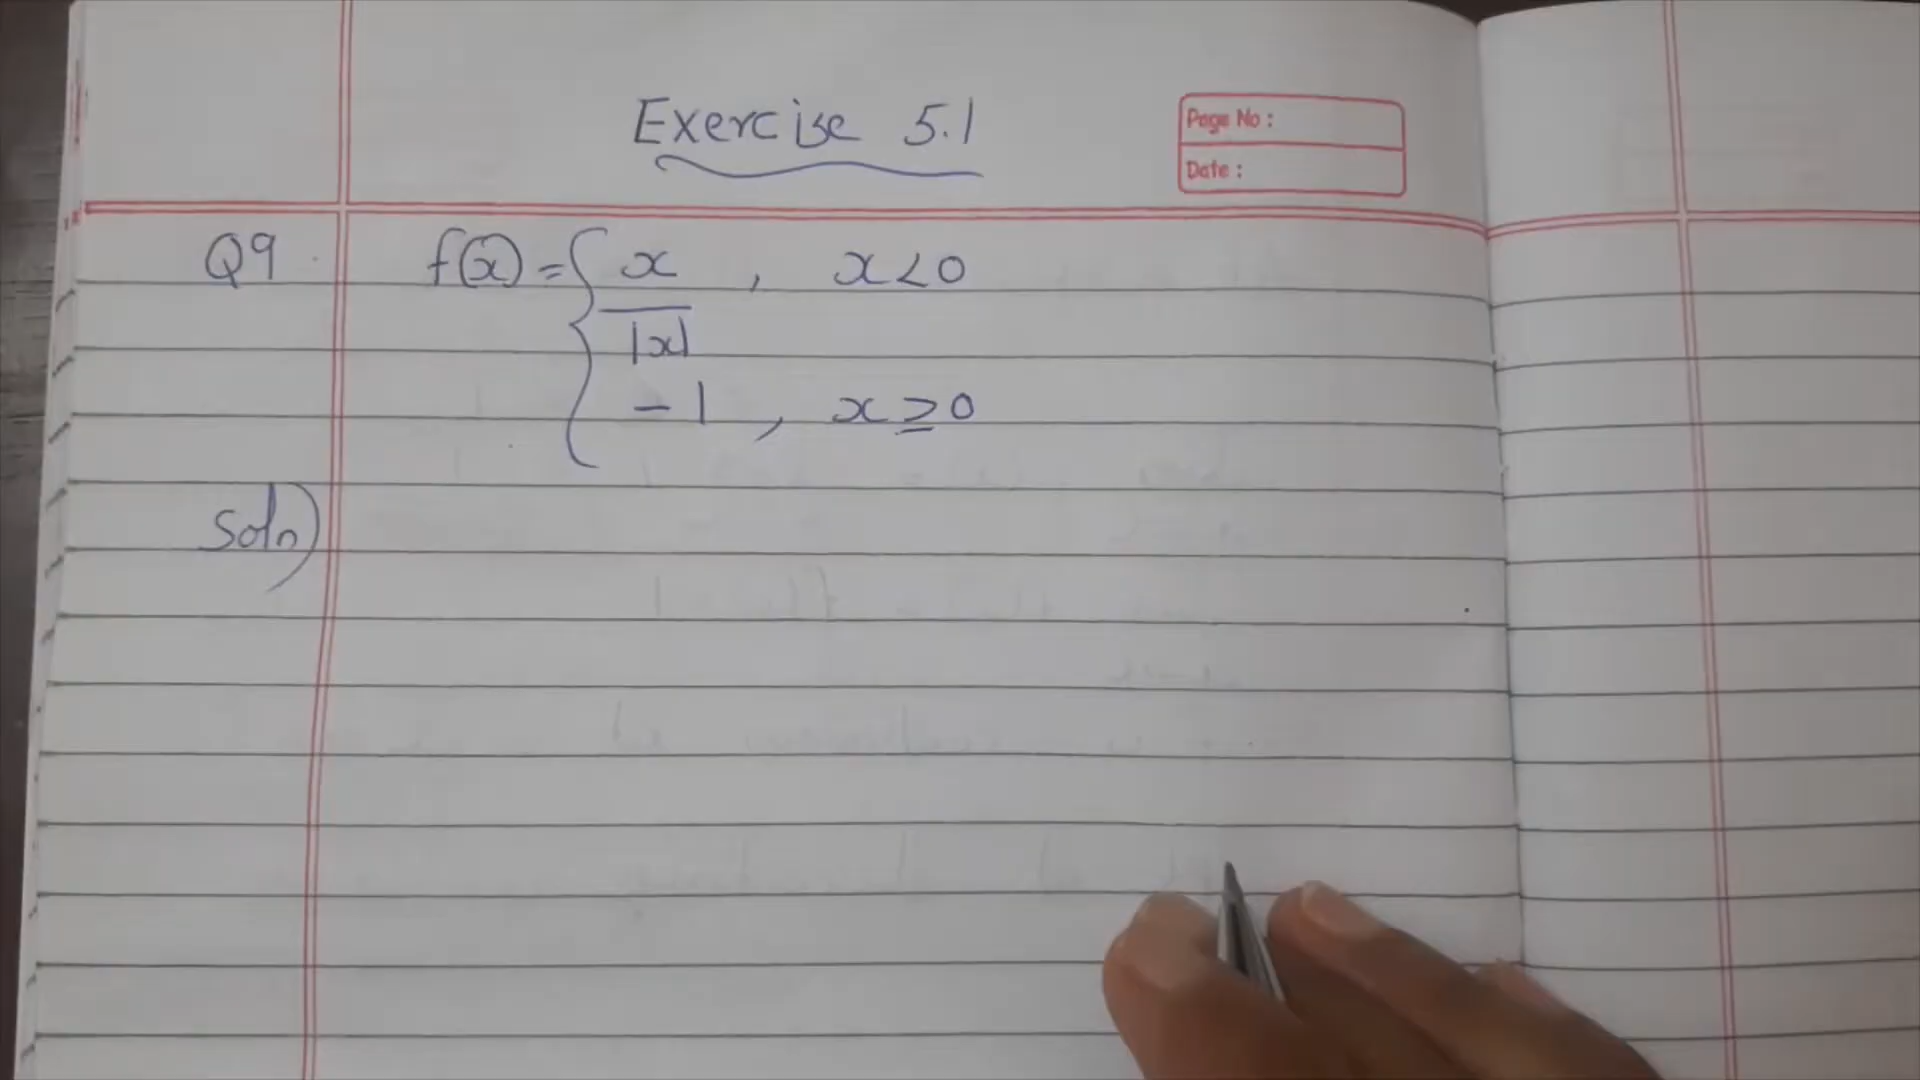 Exercise 5.1
Page No :
Date :
Q9 f(x) = { x / |x| , x < 0
- 1 , x ≥ 0
Soln)